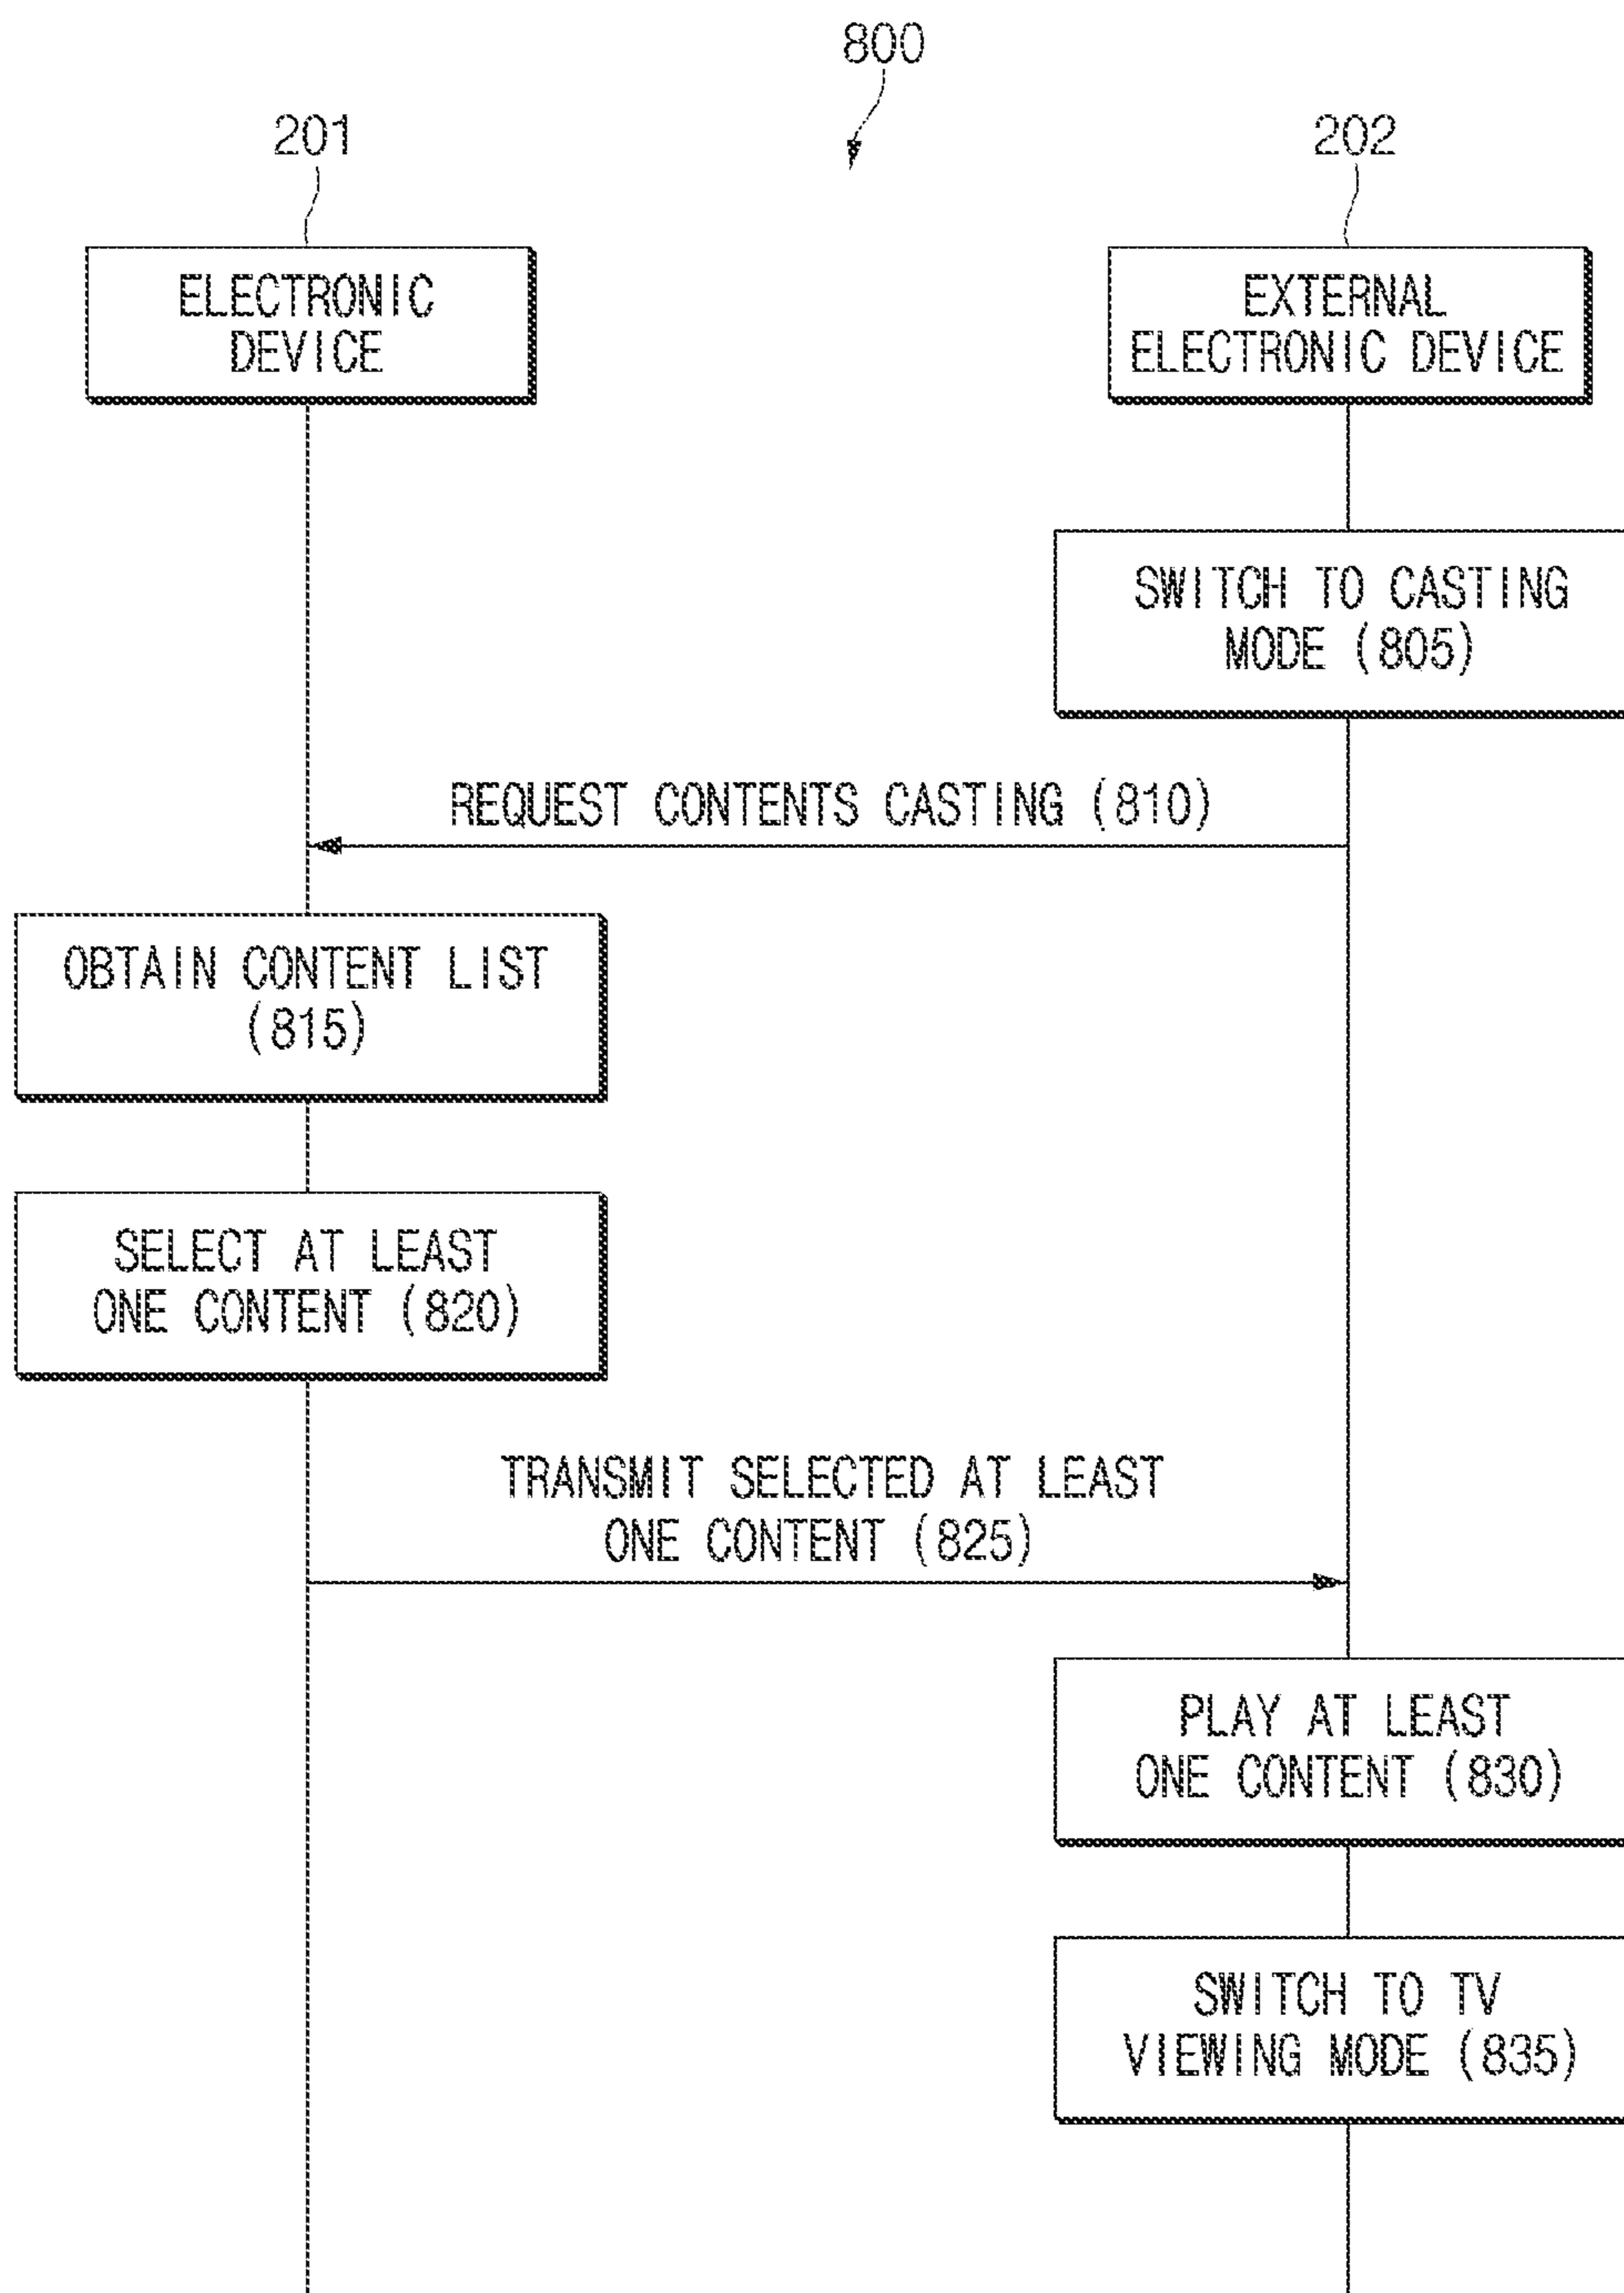 800
201
202
ELECTRONIC
DEVICE
EXTERNAL
ELECTRONIC DEVICE
SWITCH TO CASTING
MODE (805)
REQUEST CONTENTS CASTING (810)
OBTAIN CONTENT LIST
(815)
SELECT AT LEAST
ONE CONTENT (820)
TRANSMIT SELECTED AT LEAST
ONE CONTENT (825)
PLAY AT LEAST
ONE CONTENT (830)
SWITCH TO TV
VIEWING MODE (835)